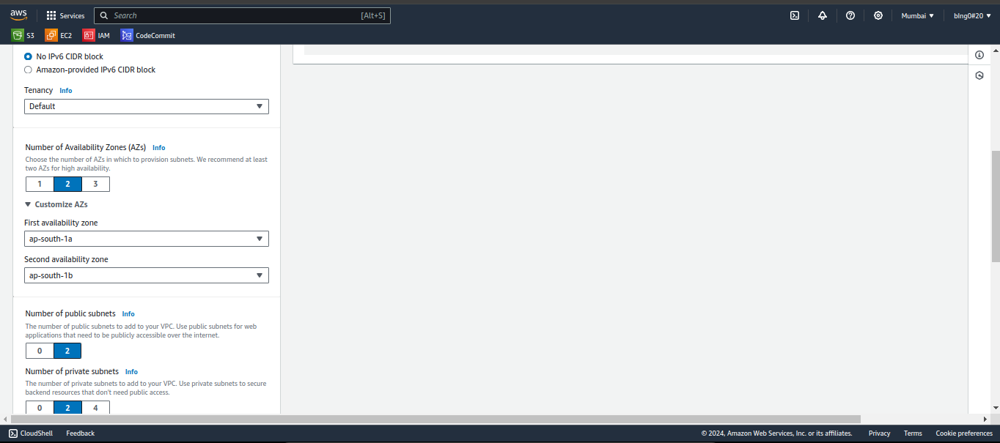 aws
Services
Search
[Alt+S]
Mumbai
blng0#20
S3
EC2
IAM
CodeCommit
No IPv6 CIDR block
Amazon-provided IPv6 CIDR block
Tenancy Info
Default
Number of Availability Zones (AZs) Info
Choose the number of AZs in which to provision subnets. We recommend at least
two AZs for high availability.
1 2 3
Customize AZs
First availability zone
ap-south-1a
Second availability zone
ap-south-1b
Number of public subnets Info
The number of public subnets to add to your VPC. Use public subnets for web
applications that need to be publicly accessible over the internet.
0 2
Number of private subnets Info
The number of private subnets to add to your VPC. Use private subnets to secure
backend resources that don't need public access.
0 2 4
CloudShell
Feedback
© 2024, Amazon Web Services, Inc. or its affiliates.
Privacy
Terms
Cookie preferences